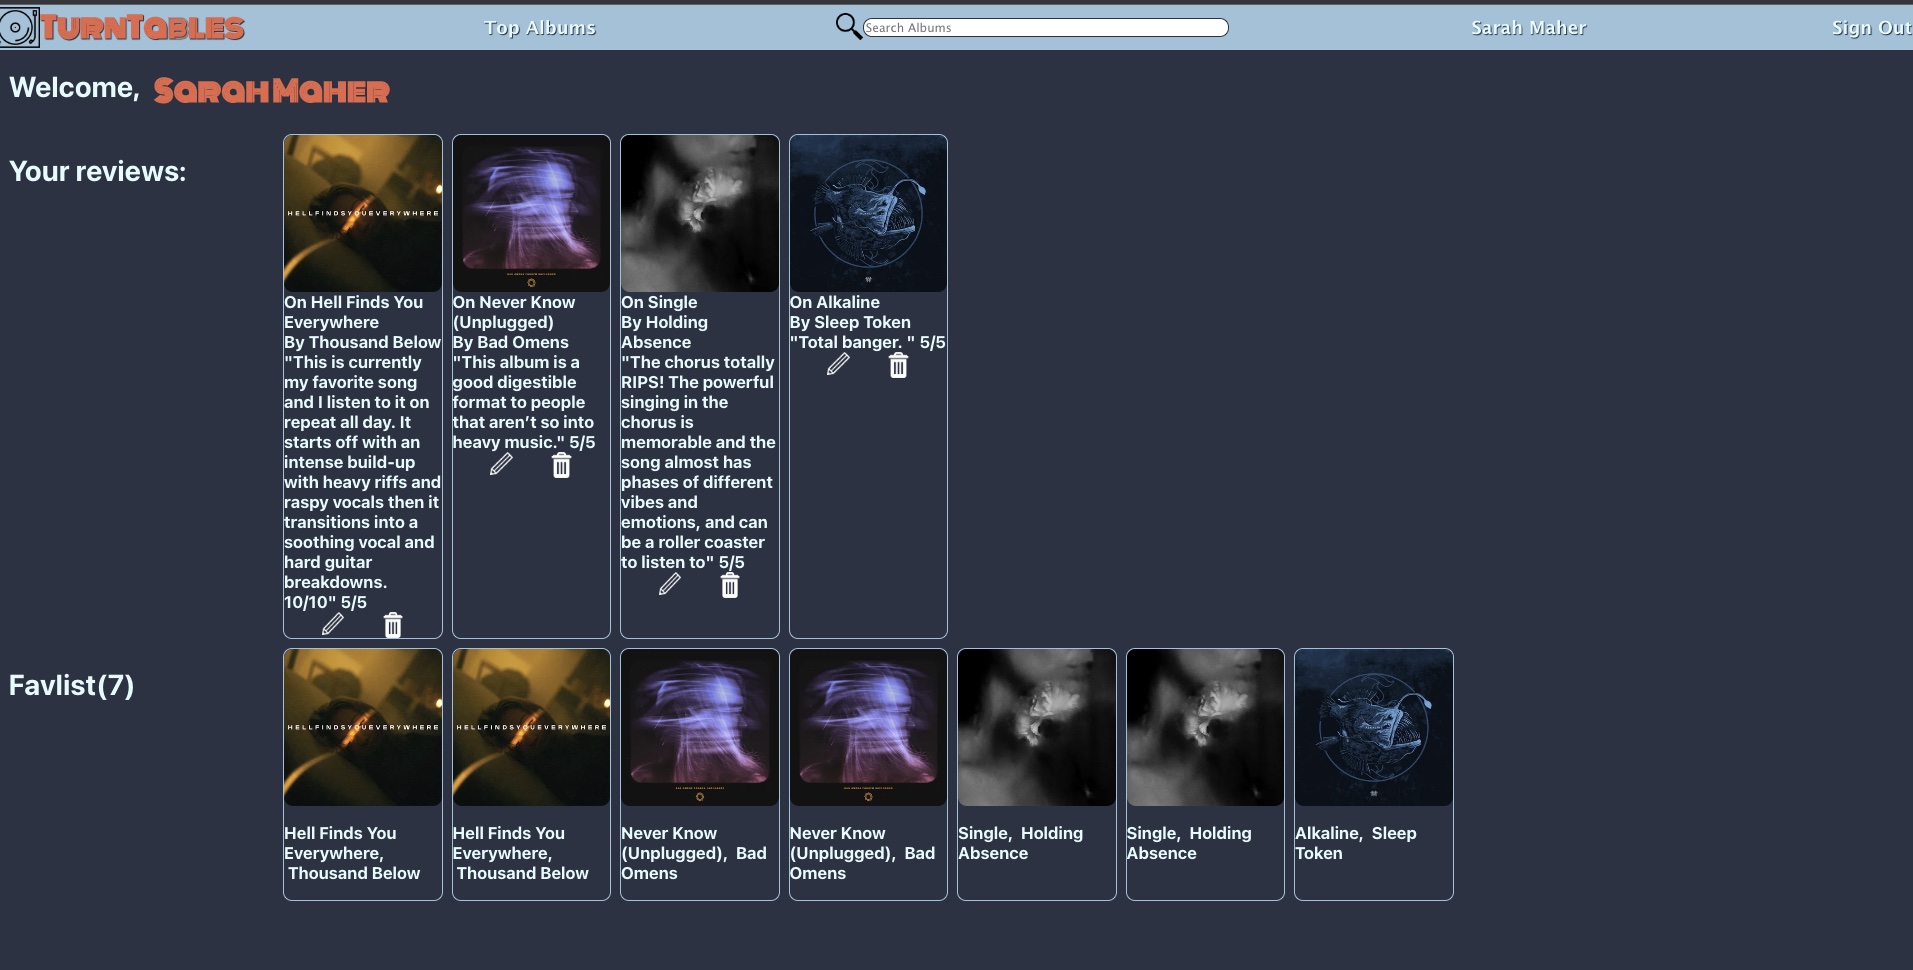 TURNTABLES
Top Albums
Search Albums
Sarah Maher
Sign Out
Welcome, SARAH MAHER
Your reviews:
HELLFINDSYOUEVERYWHERE
On Hell Finds You
Everywhere
By Thousand Below
"This is currently
my favorite song
and I listen to it on
repeat all day. It
starts off with an
intense build-up
with heavy riffs and
raspy vocals then it
transitions into a
soothing vocal and
hard guitar
breakdowns.
10/10" 5/5
On Never Know
(Unplugged)
By Bad Omens
"This album is a
good digestible
format to people
that aren’t so into
heavy music." 5/5
On Single
By Holding
Absence
"The chorus totally
RIPS! The powerful
singing in the
chorus is
memorable and the
song almost has
phases of different
vibes and
emotions, and can
be a roller coaster
to listen to" 5/5
On Alkaline
By Sleep Token
"Total banger. " 5/5
Favlist(7)
HELLFINDSYOUEVERYWHERE
Hell Finds You
Everywhere,
Thousand Below
HELLFINDSYOUEVERYWHERE
Hell Finds You
Everywhere,
Thousand Below
Never Know
(Unplugged), Bad
Omens
Never Know
(Unplugged), Bad
Omens
Single, Holding
Absence
Single, Holding
Absence
Alkaline, Sleep
Token